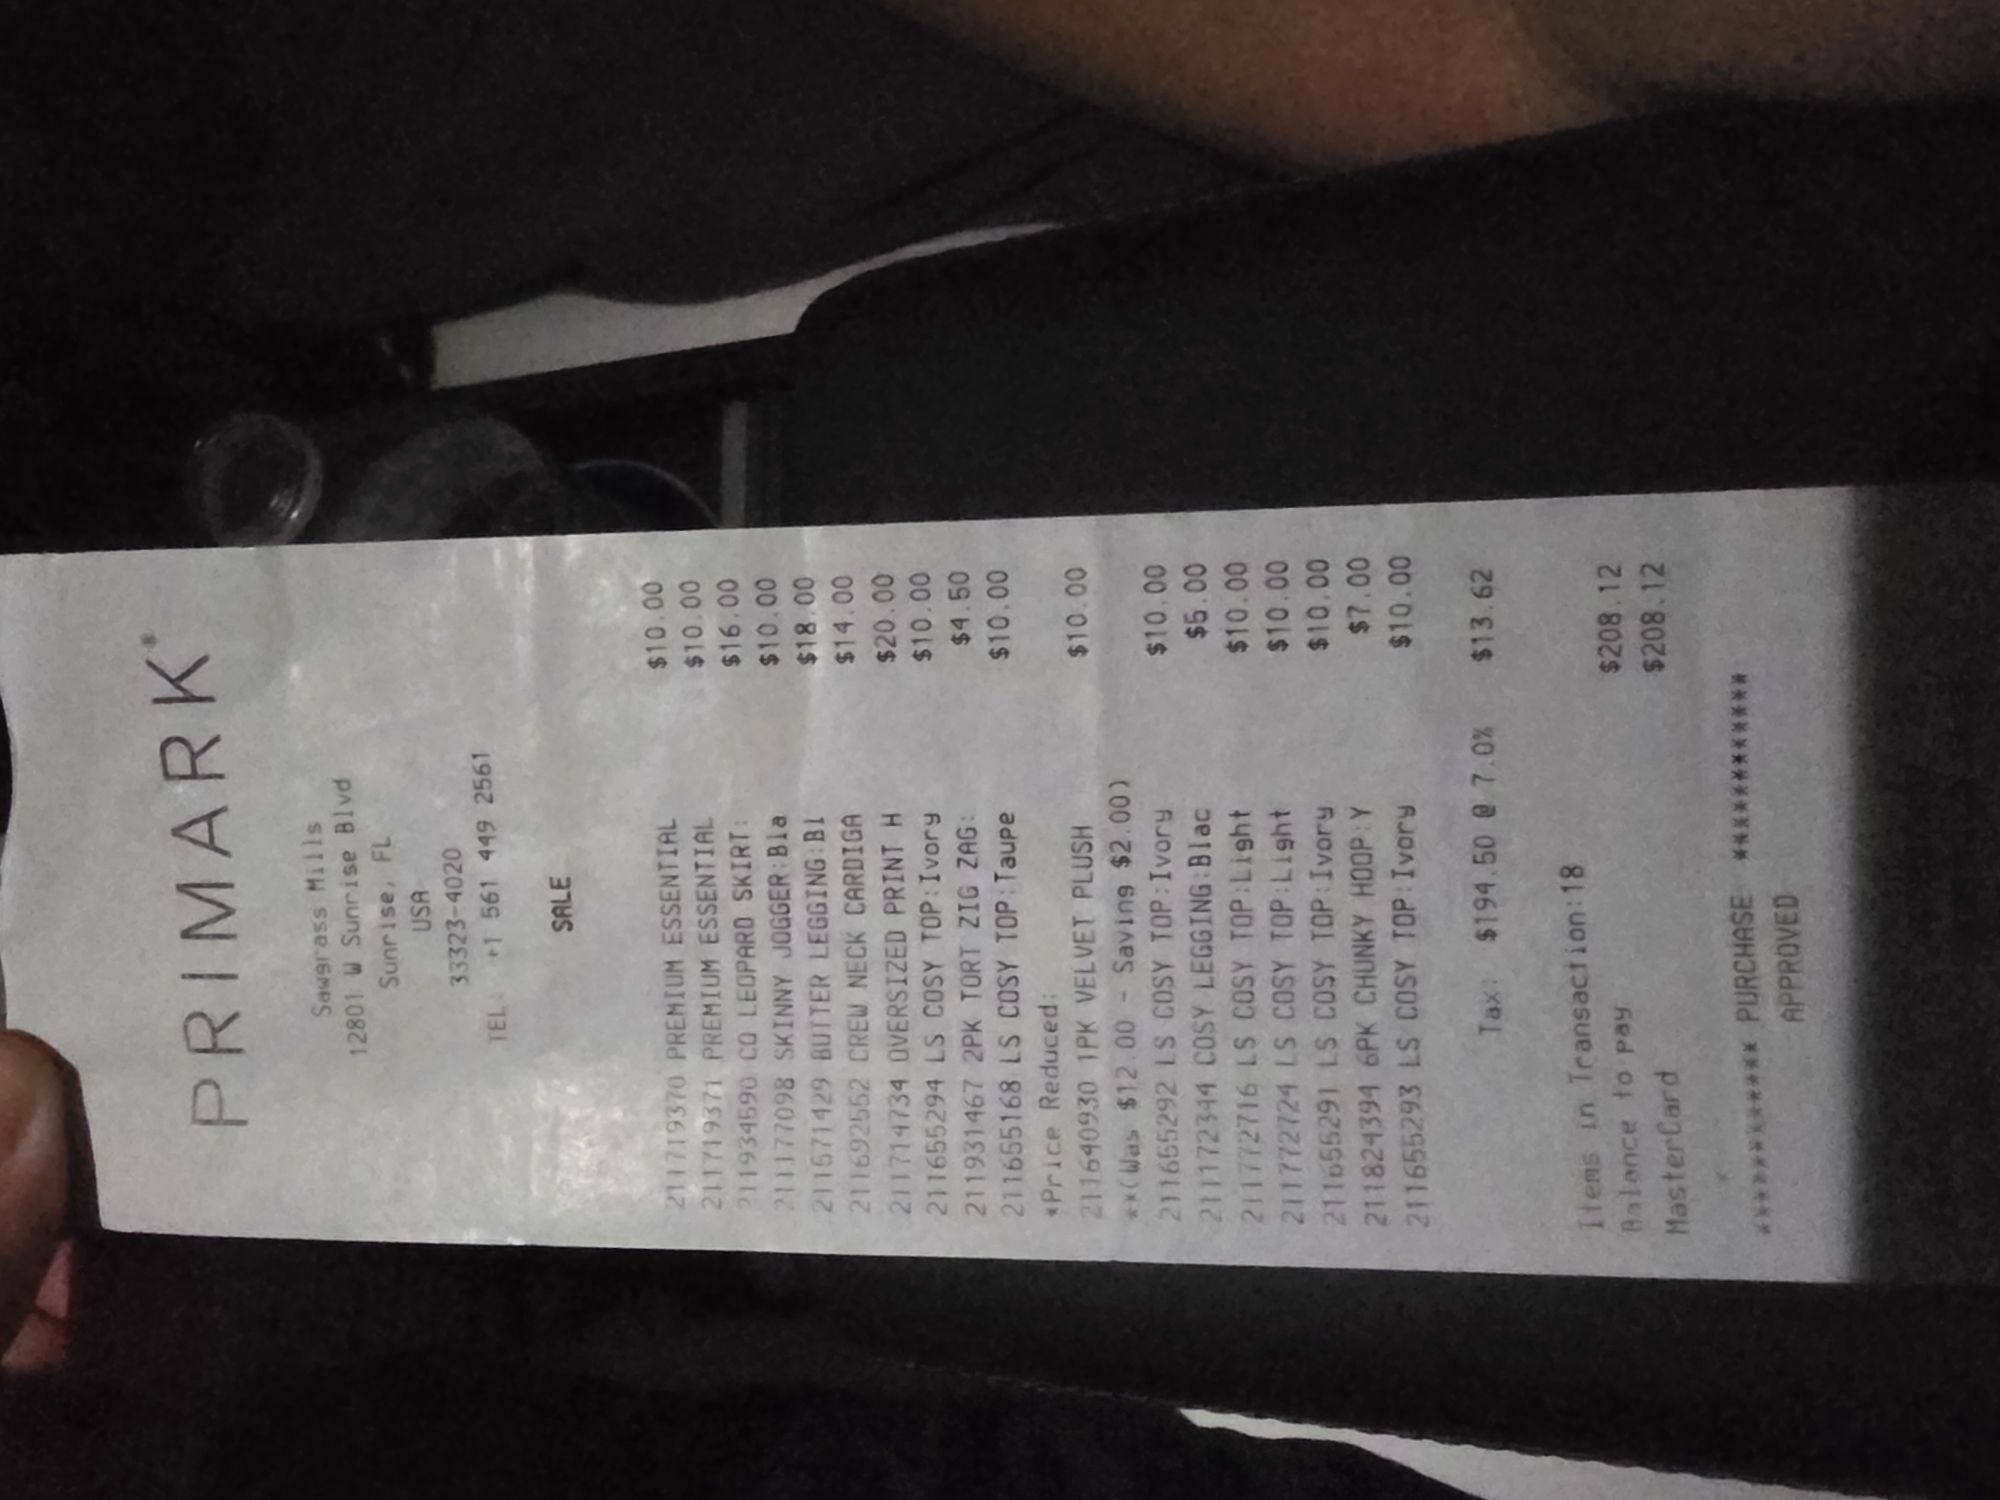 PRIMARK®
Sawgrass Mills
12801 W Sunrise Blvd
Sunrise, FL
USA
33323-4020
TEL: +1 561 449 2561
SALE
211719370 PREMIUM ESSENTIAL $10.00
211719371 PREMIUM ESSENTIAL $10.00
211934590 CO LEOPARD SKIRT: $16.00
211177098 SKINNY JOGGER:Bla $10.00
211571429 BUTTER LEGGING:Bl $18.00
211692552 CREW NECK CARDIGA $14.00
211714734 OVERSIZED PRINT H $20.00
211655294 LS COSY TOP:Ivory $10.00
211931467 2PK TORT ZIG ZAG: $4.50
211655168 LS COSY TOP:Taupe $10.00
*Price Reduced:
211640930 1PK VELVET PLUSH $10.00
**(Was $12.00 - Saving $2.00)
211655292 LS COSY TOP:Ivory $10.00
211172344 COSY LEGGING:Blac $5.00
211772716 LS COSY TOP:Light $10.00
211772724 LS COSY TOP:Light $10.00
211655291 LS COSY TOP:Ivory $10.00
211824394 6PK CHUNKY HOOP:Y $7.00
211655293 LS COSY TOP:Ivory $10.00
Tax: $194.50 @ 7.0% $13.62
Items in Transaction:18
Balance to pay $208.12
MasterCard $208.12
************ PURCHASE ************
APPROVED